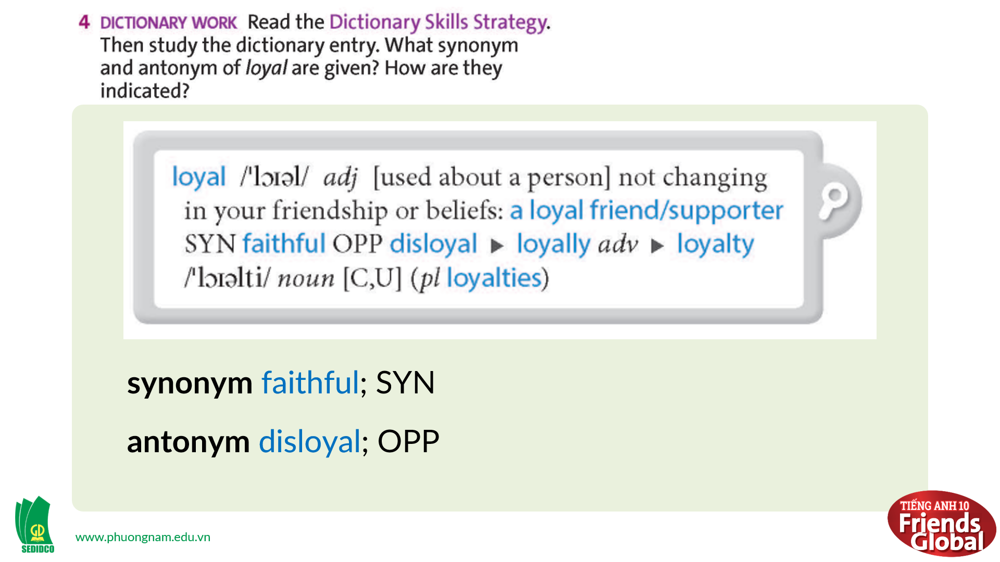 4 DICTIONARY WORK Read the Dictionary Skills Strategy.
Then study the dictionary entry. What synonym
and antonym of loyal are given? How are they
indicated?
loyal /ˈlɔɪəl/ adj [used about a person] not changing
in your friendship or beliefs: a loyal friend/supporter
SYN faithful OPP disloyal ▶ loyally adv ▶ loyalty
/ˈlɔɪəlti/ noun [C,U] (pl loyalties)
synonym faithful; SYN
antonym disloyal; OPP
GD
SEDIDCO
www.phuongnam.edu.vn
TIẾNG ANH 10
Friends
Global